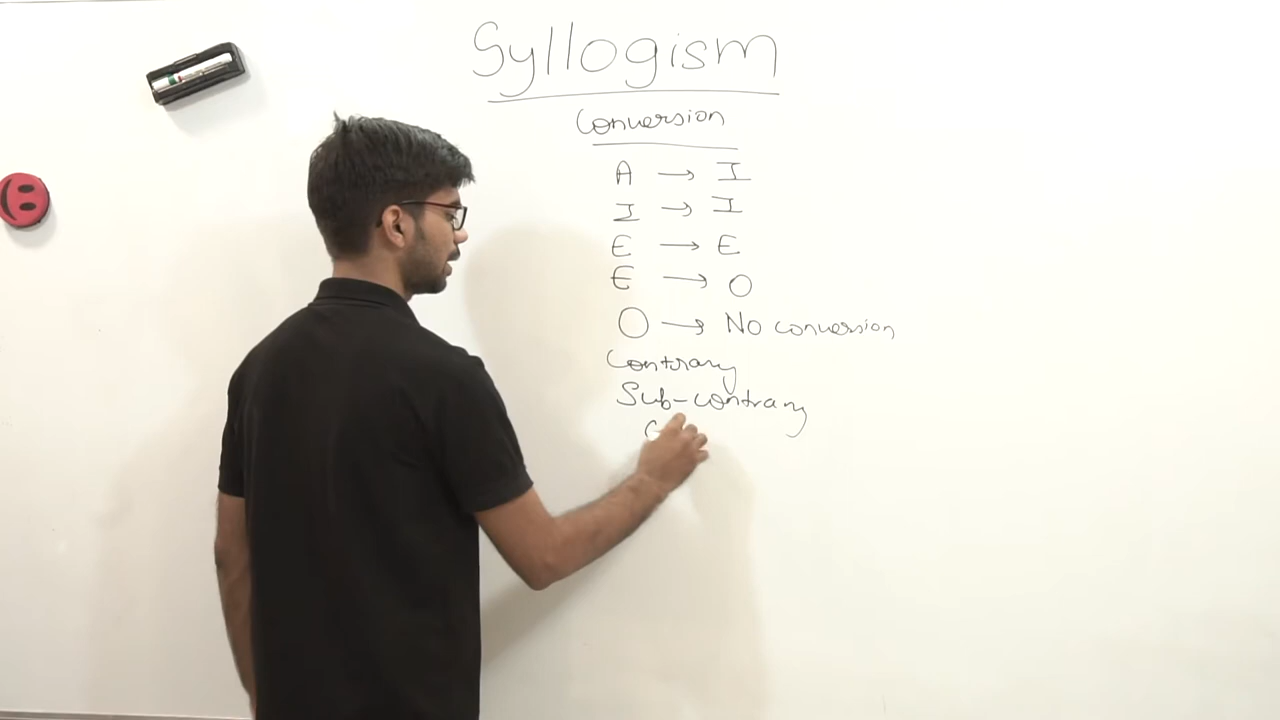 Syllogism
Conversion
A → I
I → I
E → E
E → O
O → No conversion
Contrary
Sub-contrary
C